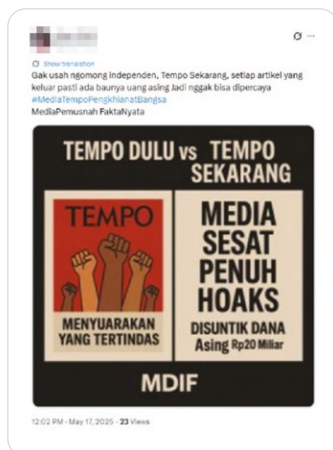 Show translation
Gak usah ngomong independen, Tempo Sekarang, setiap artikel yang
keluar pasti ada baunya uang asing Jadi nggak bisa dipercaya
#MediaTempoPengkhianatBangsa
MediaPemusnah FaktaNyata
TEMPO DULU vs TEMPO
SEKARANG
TEMPO
MENYUARAKAN
YANG TERTINDAS
MEDIA
SESAT
PENUH
HOAKS
DISUNTIK DANA
Asing Rp20 Miliar
MDIF
12:02 PM · May 17, 2025 · 23 Views